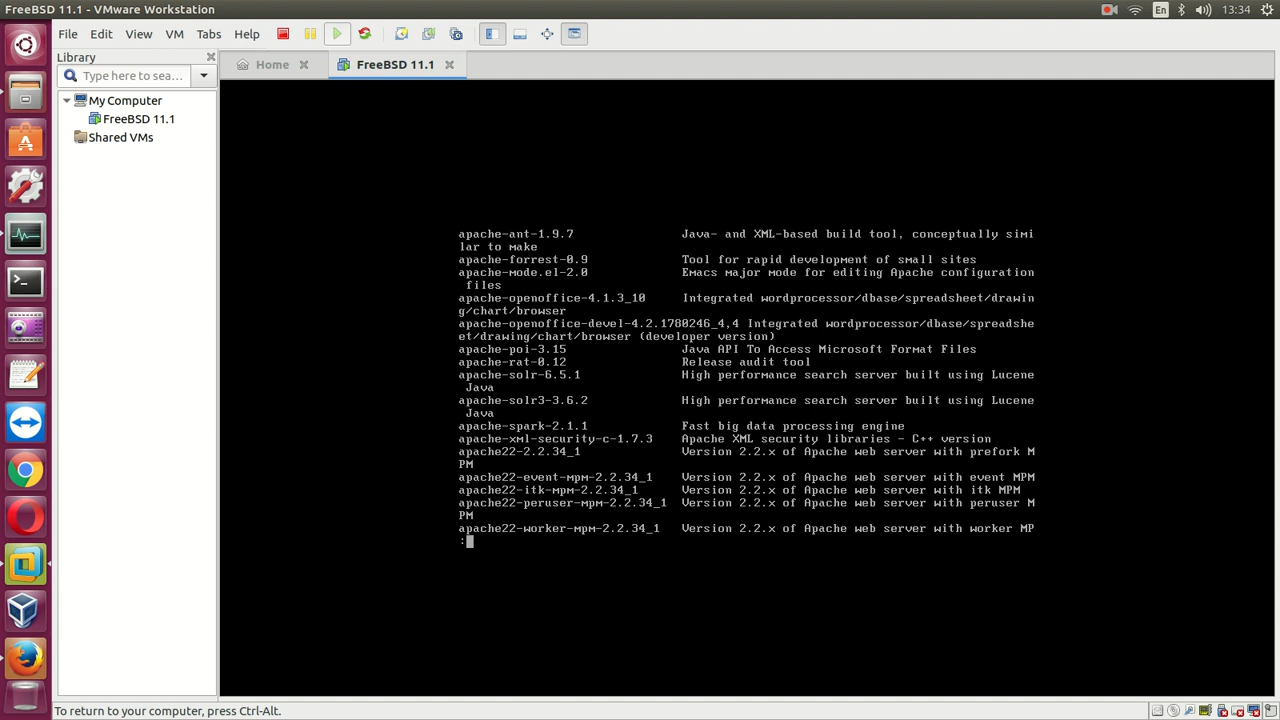 FreeBSD 11.1 - VMware Workstation
En
13:34
File Edit View VM Tabs Help
Library
Type here to sea...
My Computer
FreeBSD 11.1
Shared VMs
Home
FreeBSD 11.1
apache-ant-1.9.7 Java- and XML-based build tool, conceptually simi
lar to make
apache-forrest-0.9 Tool for rapid development of small sites
apache-mode.el-2.0 Emacs major mode for editing Apache configuration
files
apache-openoffice-4.1.3_10 Integrated wordprocessor/dbase/spreadsheet/drawin
g/chart/browser
apache-openoffice-devel-4.2.1780246_4,4 Integrated wordprocessor/dbase/spreadshe
et/drawing/chart/browser (developer version)
apache-poi-3.15 Java API To Access Microsoft Format Files
apache-rat-0.12 Release audit tool
apache-solr-6.5.1 High performance search server built using Lucene
Java
apache-solr3-3.6.2 High performance search server built using Lucene
Java
apache-spark-2.1.1 Fast big data processing engine
apache-xml-security-c-1.7.3 Apache XML security libraries - C++ version
apache22-2.2.34_1 Version 2.2.x of Apache web server with prefork M
PM
apache22-event-mpm-2.2.34_1 Version 2.2.x of Apache web server with event MPM
apache22-itk-mpm-2.2.34_1 Version 2.2.x of Apache web server with itk MPM
apache22-peruser-mpm-2.2.34_1 Version 2.2.x of Apache web server with peruser M
PM
apache22-worker-mpm-2.2.34_1 Version 2.2.x of Apache web server with worker MP
:
To return to your computer, press Ctrl-Alt.